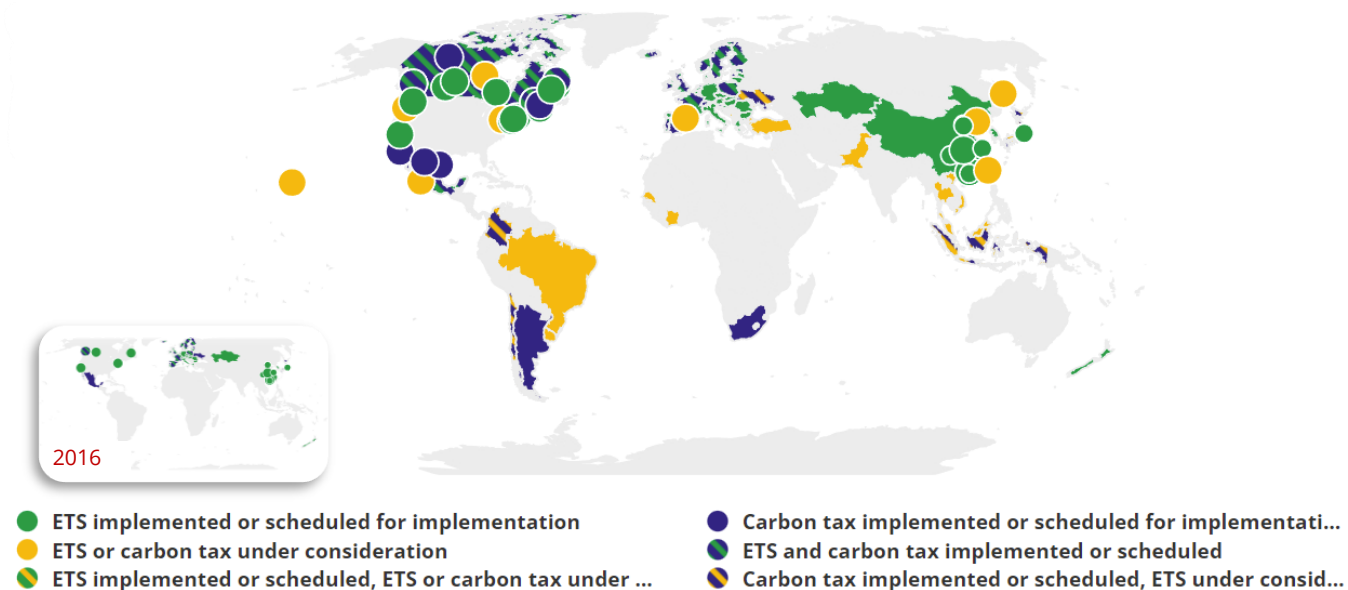 2016
ETS implemented or scheduled for implementation
Carbon tax implemented or scheduled for implementati...
ETS or carbon tax under consideration
ETS and carbon tax implemented or scheduled
ETS implemented or scheduled, ETS or carbon tax under ...
Carbon tax implemented or scheduled, ETS under consid...